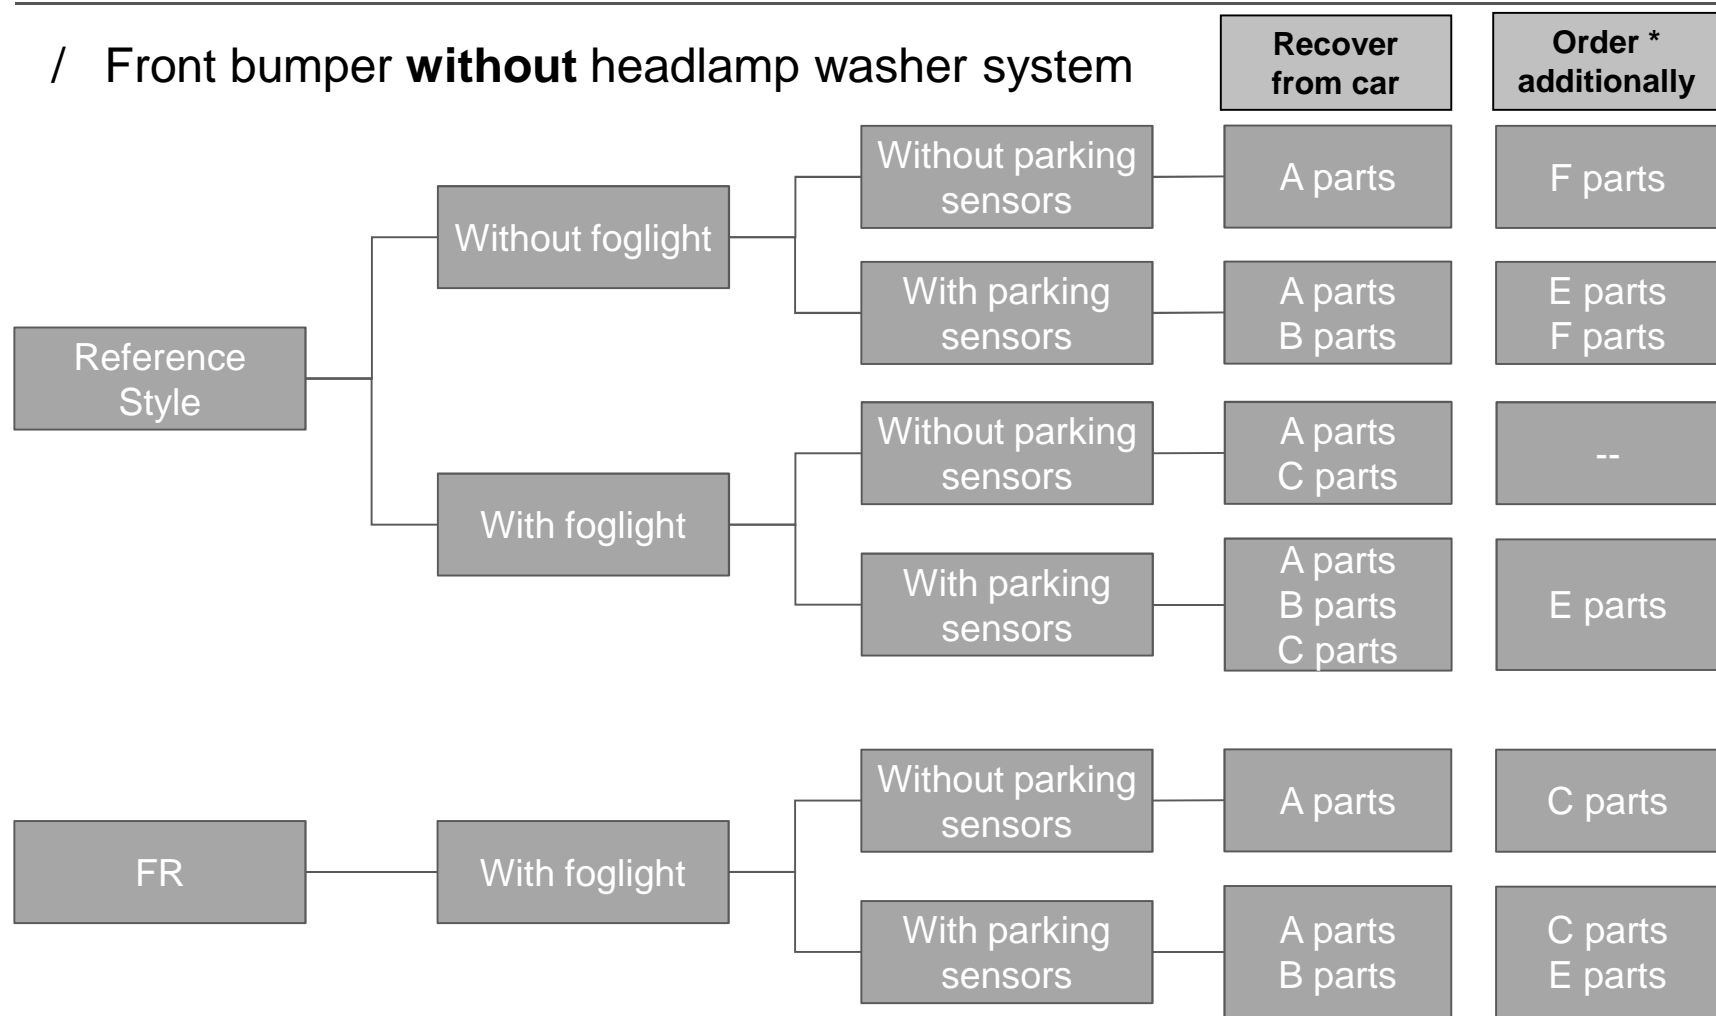 / Front bumper without headlamp washer system
Recover
from car
Order *
additionally
Reference
Style
Without foglight
Without parking
sensors
A parts
F parts
With parking
sensors
A parts
B parts
E parts
F parts
With foglight
Without parking
sensors
A parts
C parts
--
With parking
sensors
A parts
B parts
C parts
E parts
FR
With foglight
Without parking
sensors
A parts
C parts
With parking
sensors
A parts
B parts
C parts
E parts